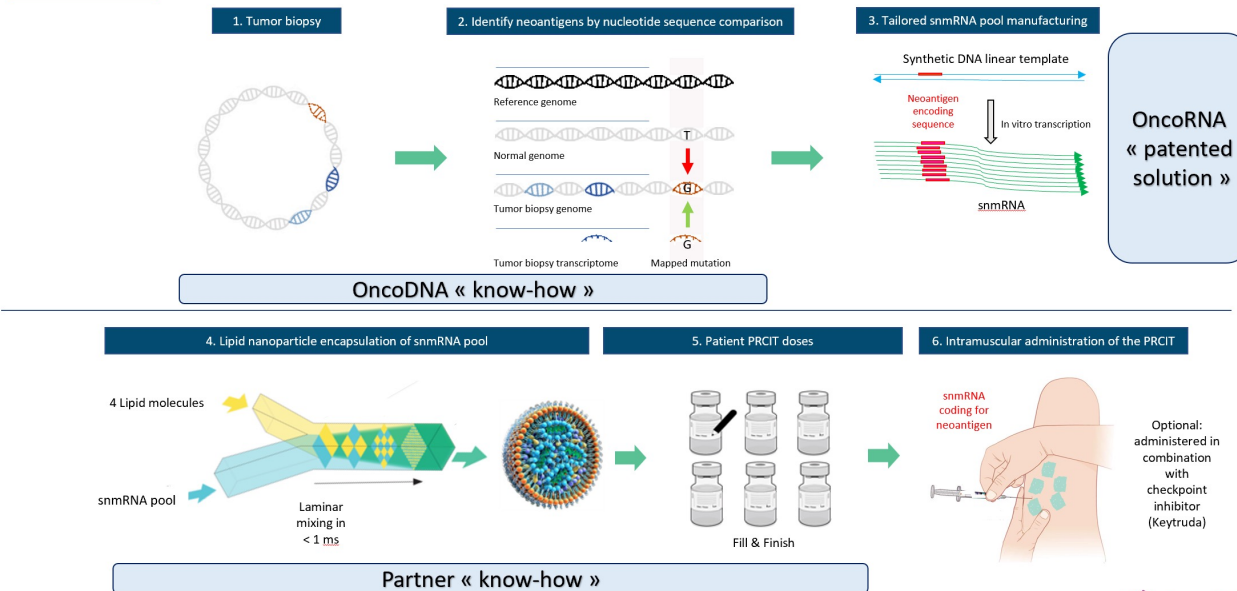 1. Tumor biopsy
2. Identify neoantigens by nucleotide sequence comparison
3. Tailored snmRNA pool manufacturing
Reference genome
T
Normal genome
G
Tumor biopsy genome
G
Tumor biopsy transcriptome
Mapped mutation
Synthetic DNA linear template
Neoantigen
encoding
sequence
In vitro transcription
snmRNA
OncoRNA
« patented
solution »
OncoDNA « know-how »
4. Lipid nanoparticle encapsulation of snmRNA pool
5. Patient PRCIT doses
6. Intramuscular administration of the PRCIT
4 Lipid molecules
snmRNA pool
Laminar
mixing in
< 1 ms
Fill & Finish
snmRNA
coding for
neoantigen
Optional:
administered in
combination
with
checkpoint
inhibitor
(Keytruda)
Partner « know-how »